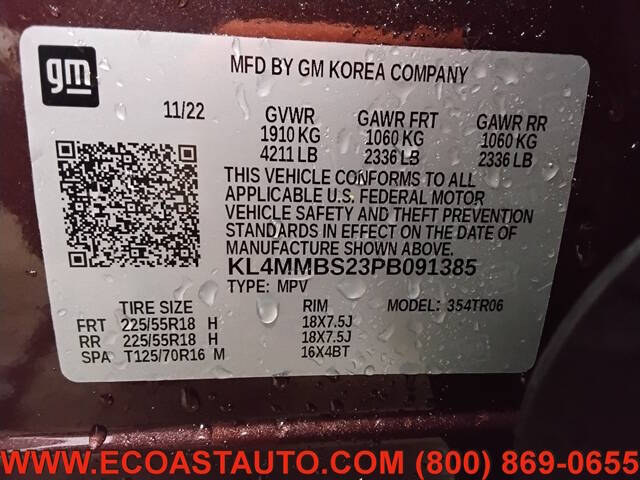 gm
MFD BY GM KOREA COMPANY
11/22 GVWR GAWR FRT GAWR RR
1910 KG 1060 KG 1060 KG
4211 LB 2336 LB 2336 LB
THIS VEHICLE CONFORMS TO ALL
APPLICABLE U.S. FEDERAL MOTOR
VEHICLE SAFETY AND THEFT PREVENTION
STANDARDS IN EFFECT ON THE DATE OF
MANUFACTURE SHOWN ABOVE.
KL4MMBS23PB091385
TYPE: MPV
TIRE SIZE RIM MODEL: 354TR06
FRT 225/55R18 H 18X7.5J
RR 225/55R18 H 18X7.5J
SPA T125/70R16 M 16X4BT
WWW.ECOASTAUTO.COM (800) 869-0655